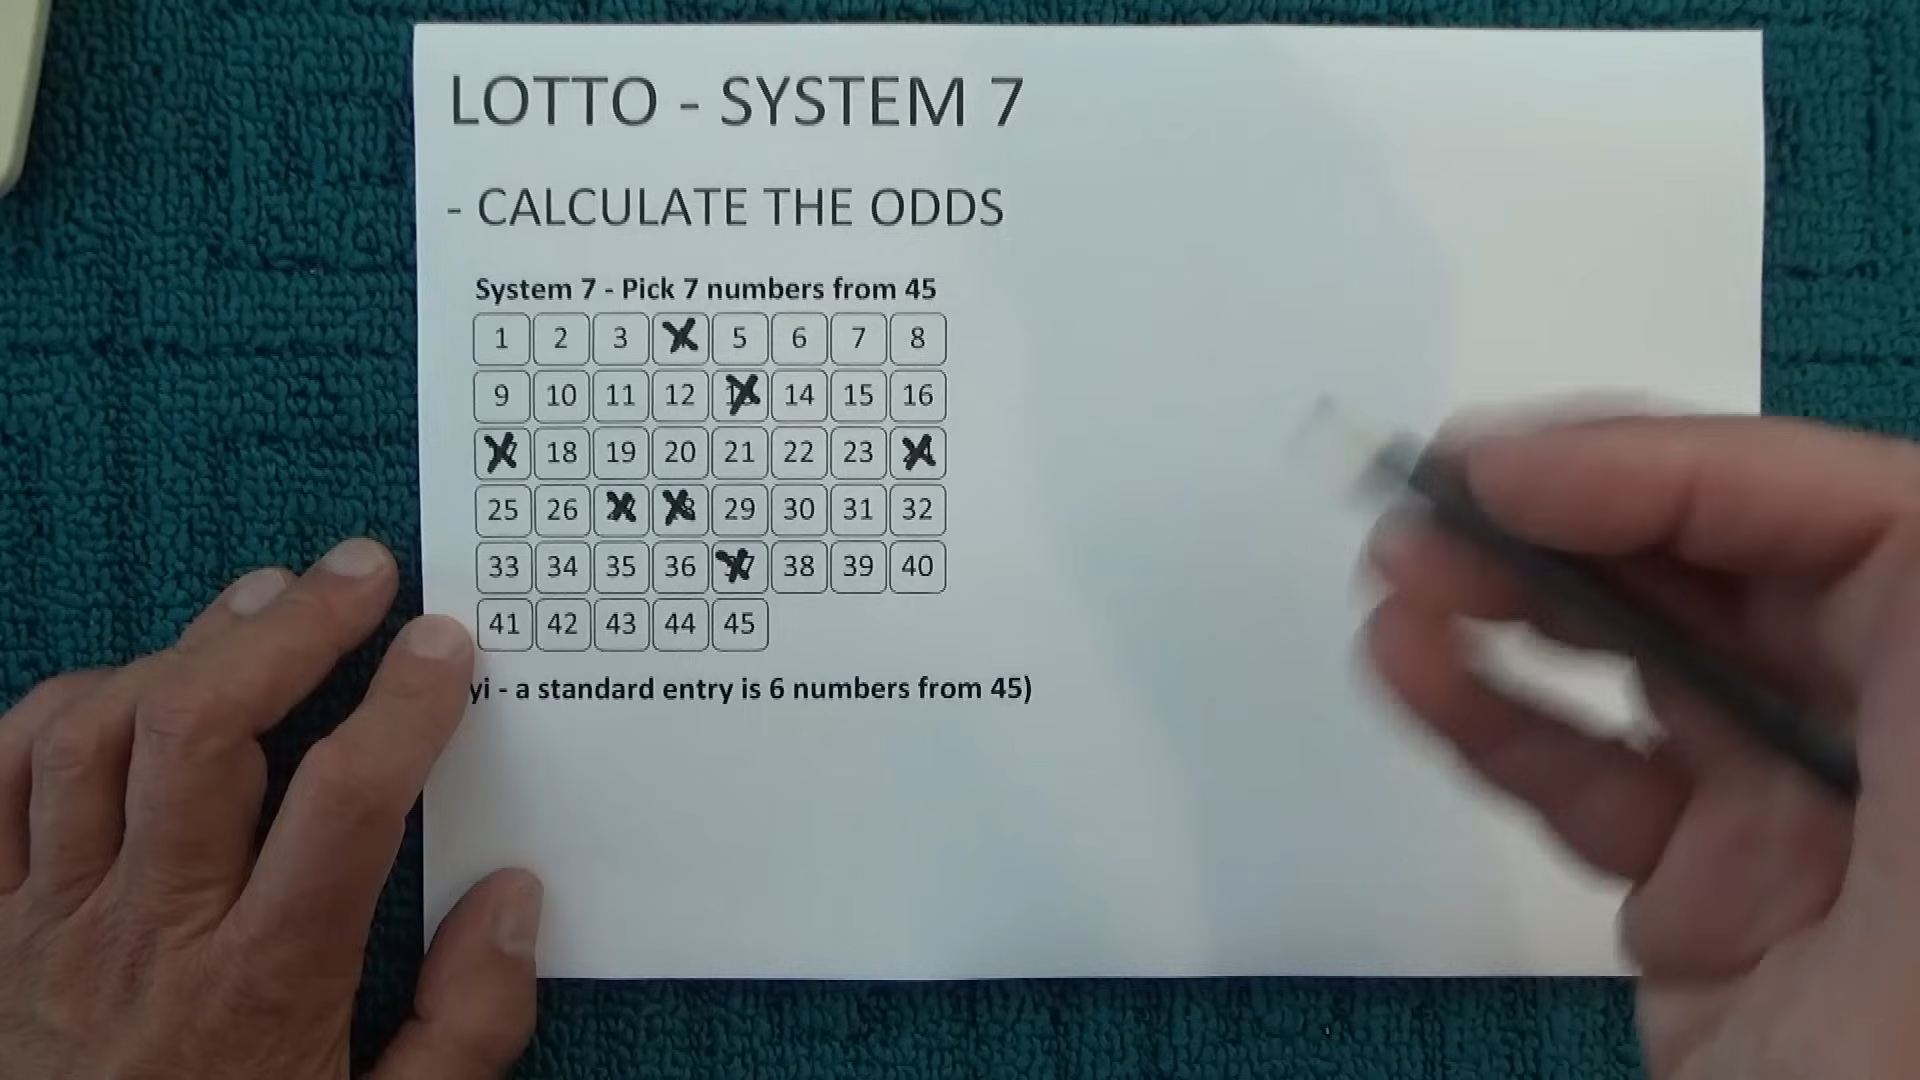 LOTTO - SYSTEM 7
- CALCULATE THE ODDS
System 7 - Pick 7 numbers from 45
1 2 3 5 6 7 8
9 10 11 12 14 15 16
18 19 20 21 22 23
25 26 29 30 31 32
33 34 35 36 38 39 40
41 42 43 44 45
yi - a standard entry is 6 numbers from 45)